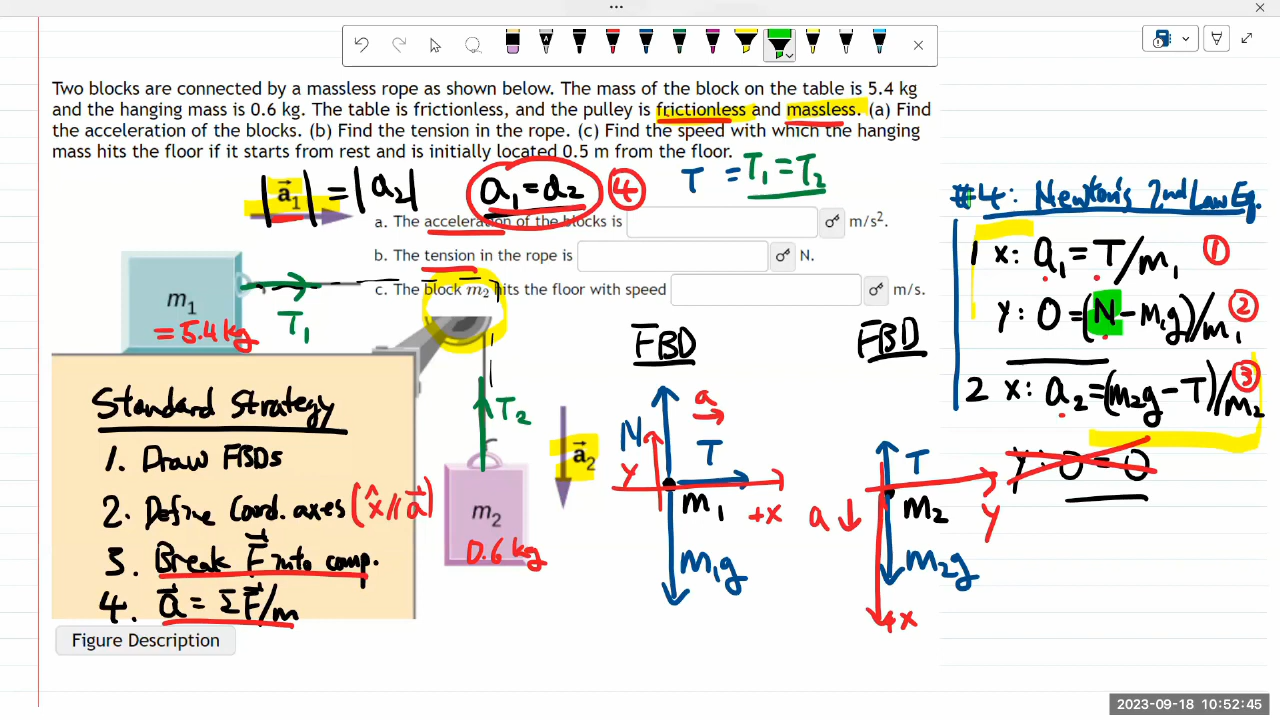 Two blocks are connected by a massless rope as shown below. The mass of the block on the table is 5.4 kg
and the hanging mass is 0.6 kg. The table is frictionless, and the pulley is frictionless and massless. (a) Find
the acceleration of the blocks. (b) Find the tension in the rope. (c) Find the speed with which the hanging
mass hits the floor if it starts from rest and is initially located 0.5 m from the floor.
|a⃗₁| = |a₂|
a₁ = a₂ ④
T = T₁ = T₂
a. The acceleration of the blocks is m/s².
b. The tension in the rope is N.
c. The block m₂ hits the floor with speed m/s.
m₁
= 5.4 kg
T₁
T₂
a⃗₂
m₂
0.6 kg
Standard Strategy
1. Draw FBDs
2. Define Coord. axes (x̂ // a⃗)
3. Break F⃗ into comp.
4. a⃗ = ΣF⃗/m
Figure Description
FBD
a
N
y
T
m₁
+x
m₁g
FBD
T
a
m₂
y
m₂g
+x
#4: Newton's 2nd Law Eq.
1 x: a₁ = T/m₁ ①
y: 0 = (N - m₁g)/m₁ ②
2 x: a₂ = (m₂g - T)/m₂ ③
y: 0 = 0
2023-09-18 10:52:45